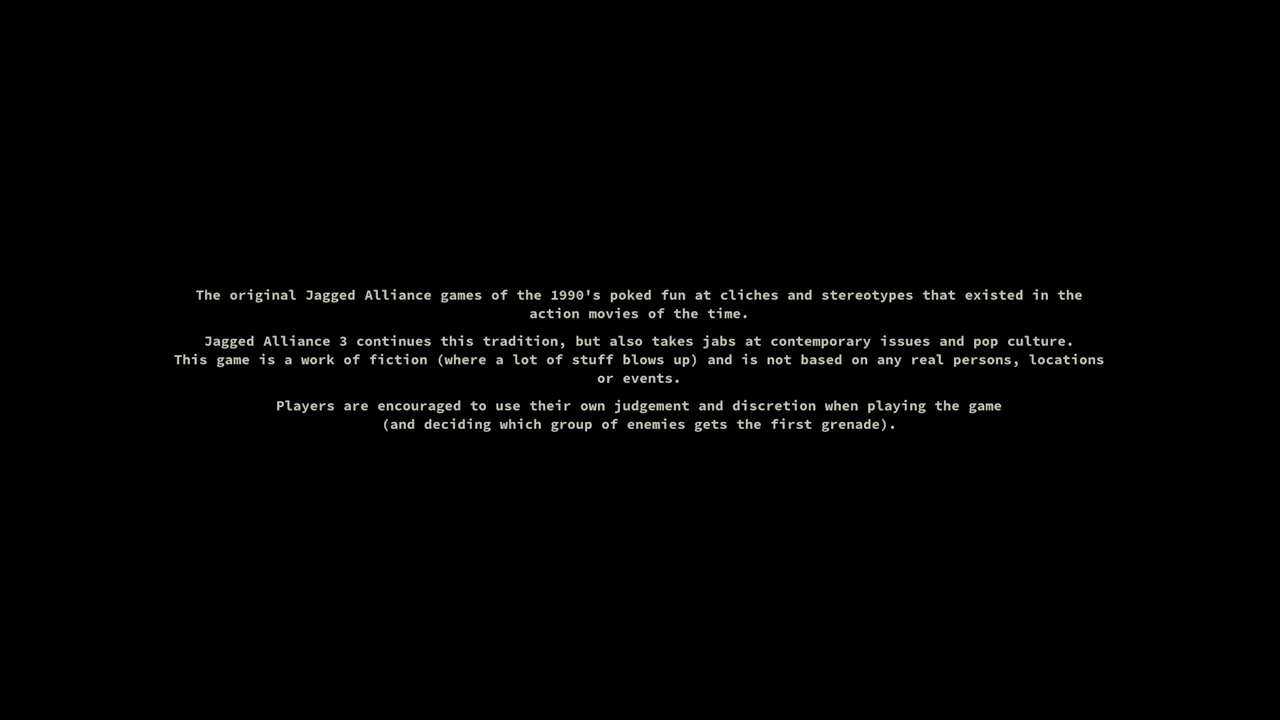 The original Jagged Alliance games of the 1990's poked fun at cliches and stereotypes that existed in the
action movies of the time.
Jagged Alliance 3 continues this tradition, but also takes jabs at contemporary issues and pop culture.
This game is a work of fiction (where a lot of stuff blows up) and is not based on any real persons, locations
or events.
Players are encouraged to use their own judgement and discretion when playing the game
(and deciding which group of enemies gets the first grenade).